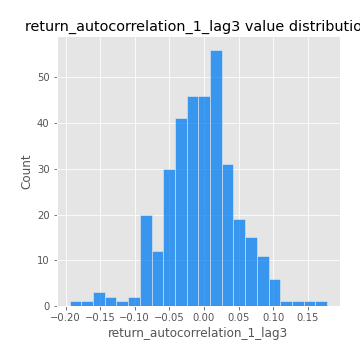 return_autocorrelation_1_lag3 value distributio
50
40
30
20
10
0
Count
−0.20 −0.15 −0.10 −0.05 0.00 0.05 0.10 0.15
return_autocorrelation_1_lag3